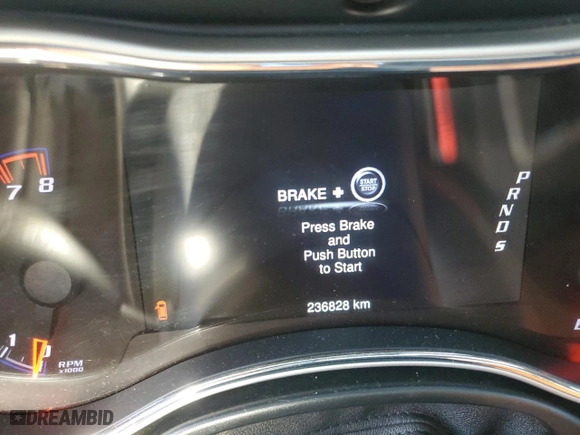 7 8
BRAKE + START STOP
Press Brake
and
Push Button
to Start
236828 km
P
R
N
D
S
1 0
RPM
x1000
DREAMBID